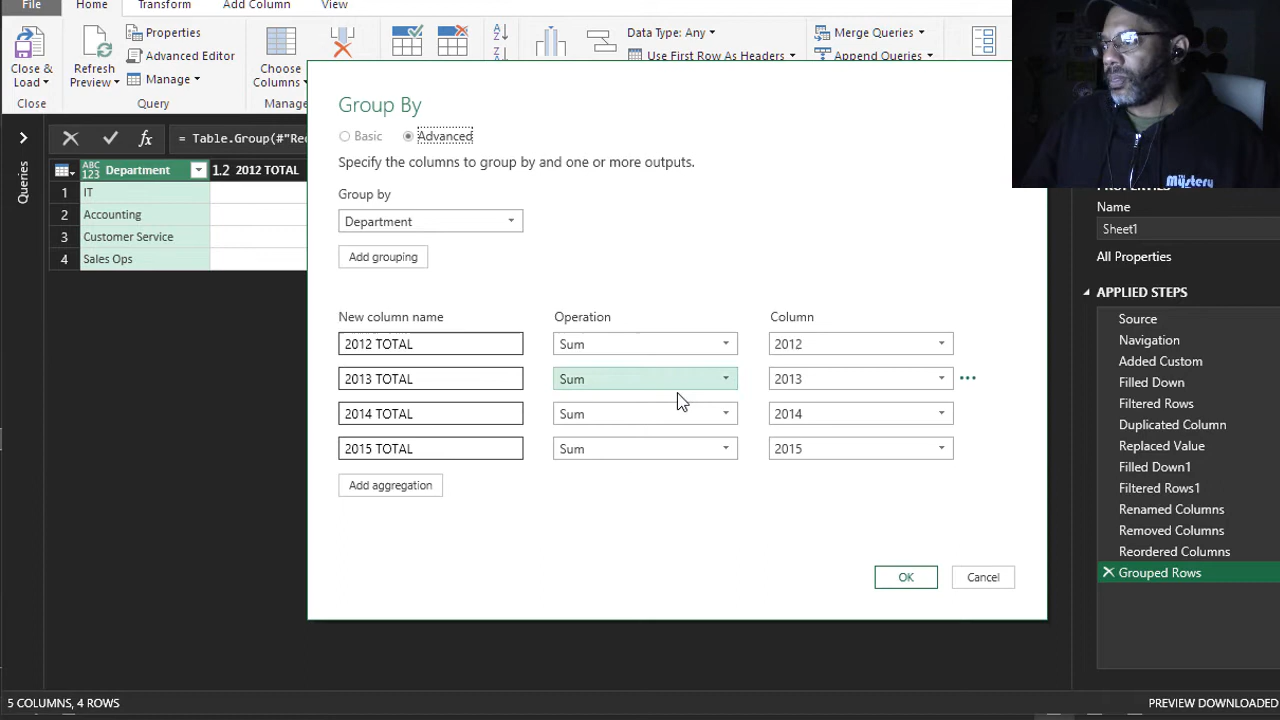 File
Home
Transform
Add Column
View
Close &
Load
Close
Refresh
Preview
Properties
Advanced Editor
Manage
Query
Choose
Columns
Manage
Data Type: Any
Use First Row As Headers
Merge Queries
Append Queries
The
Mystery
Queries
fx
= Table.Group(#"Re
ABC
123
Department
1.2
2012 TOTAL
1
IT
2
Accounting
3
Customer Service
4
Sales Ops
Group By
Basic
Advanced
Specify the columns to group by and one or more outputs.
Group by
Department
Add grouping
New column name
Operation
Column
2012 TOTAL
Sum
2012
2013 TOTAL
Sum
2013
2014 TOTAL
Sum
2014
2015 TOTAL
Sum
2015
Add aggregation
OK
Cancel
PROPERTIES
Name
Sheet1
All Properties
APPLIED STEPS
Source
Navigation
Added Custom
Filled Down
Filtered Rows
Duplicated Column
Replaced Value
Filled Down1
Filtered Rows1
Renamed Columns
Removed Columns
Reordered Columns
Grouped Rows
5 COLUMNS, 4 ROWS
PREVIEW DOWNLOADED